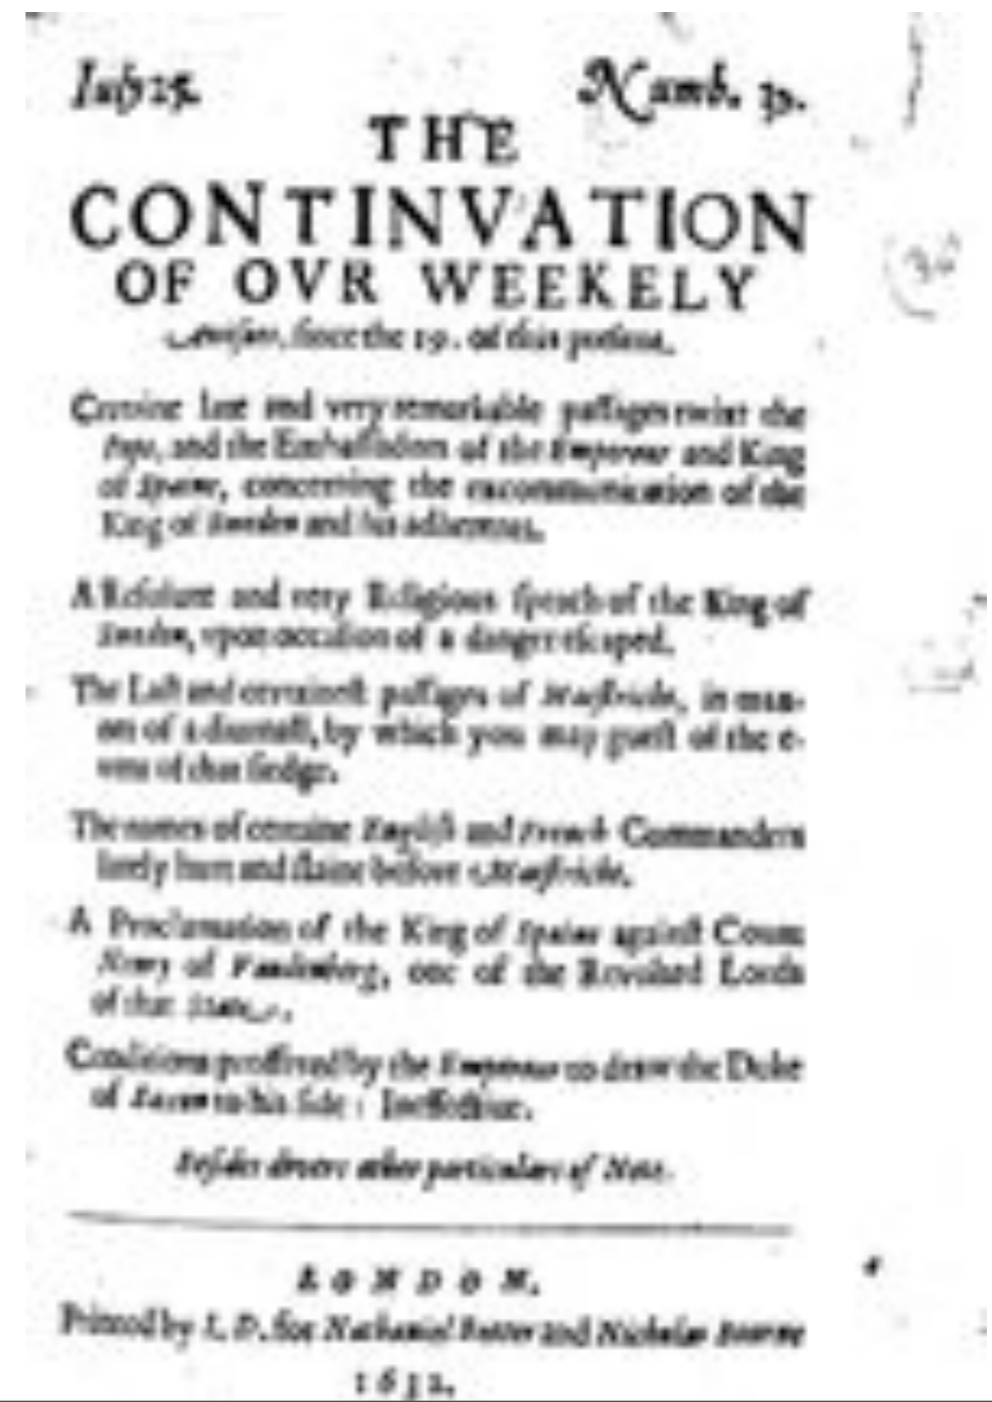 Iuly 25. Numb.
THE
CONTINVATION
OF OVR WEEKELY
since the 19. of this
late and very remarkable passages twixt the
Pope, and the Embassadors of the Emperour and King
of Spaine, concerning the excommunication of the
King of Sweden and his adherents.
A Resolute and very Religious speech of the King of
Sweden, vpon occasion of a danger escaped.
The Last and certainest passages of Mastricht, in man-
ner of a diurnall, by which you may guess of the e-
vent of that siedge.
The names of certaine English and French Commanders
lately hurt and slaine before Mastricht.
A Proclamation of the King of Spaine against Count
Henry of Vandenberg, one of the Revolted Lords
of that State
Conditions proffered by the Emperour to draw the Duke
of Saxon to his side : Ineffectiue.
Besides divers other particulars of Note.
LONDON.
Printed by I. D. for Nathaniel Butter and Nicholas Bourne
1632.